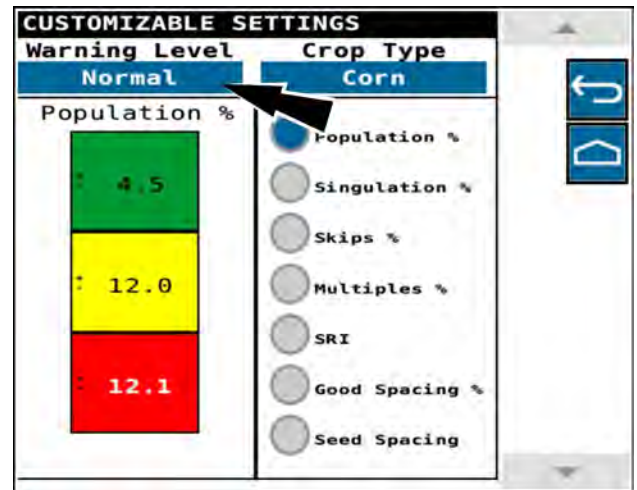 CUSTOMIZABLE SETTINGS
Warning Level
Crop Type
Normal
Corn
Population %
Population %
: 4.5
Singulation %
Skips %
: 12.0
Multiples %
SRI
: 12.1
Good Spacing %
Seed Spacing